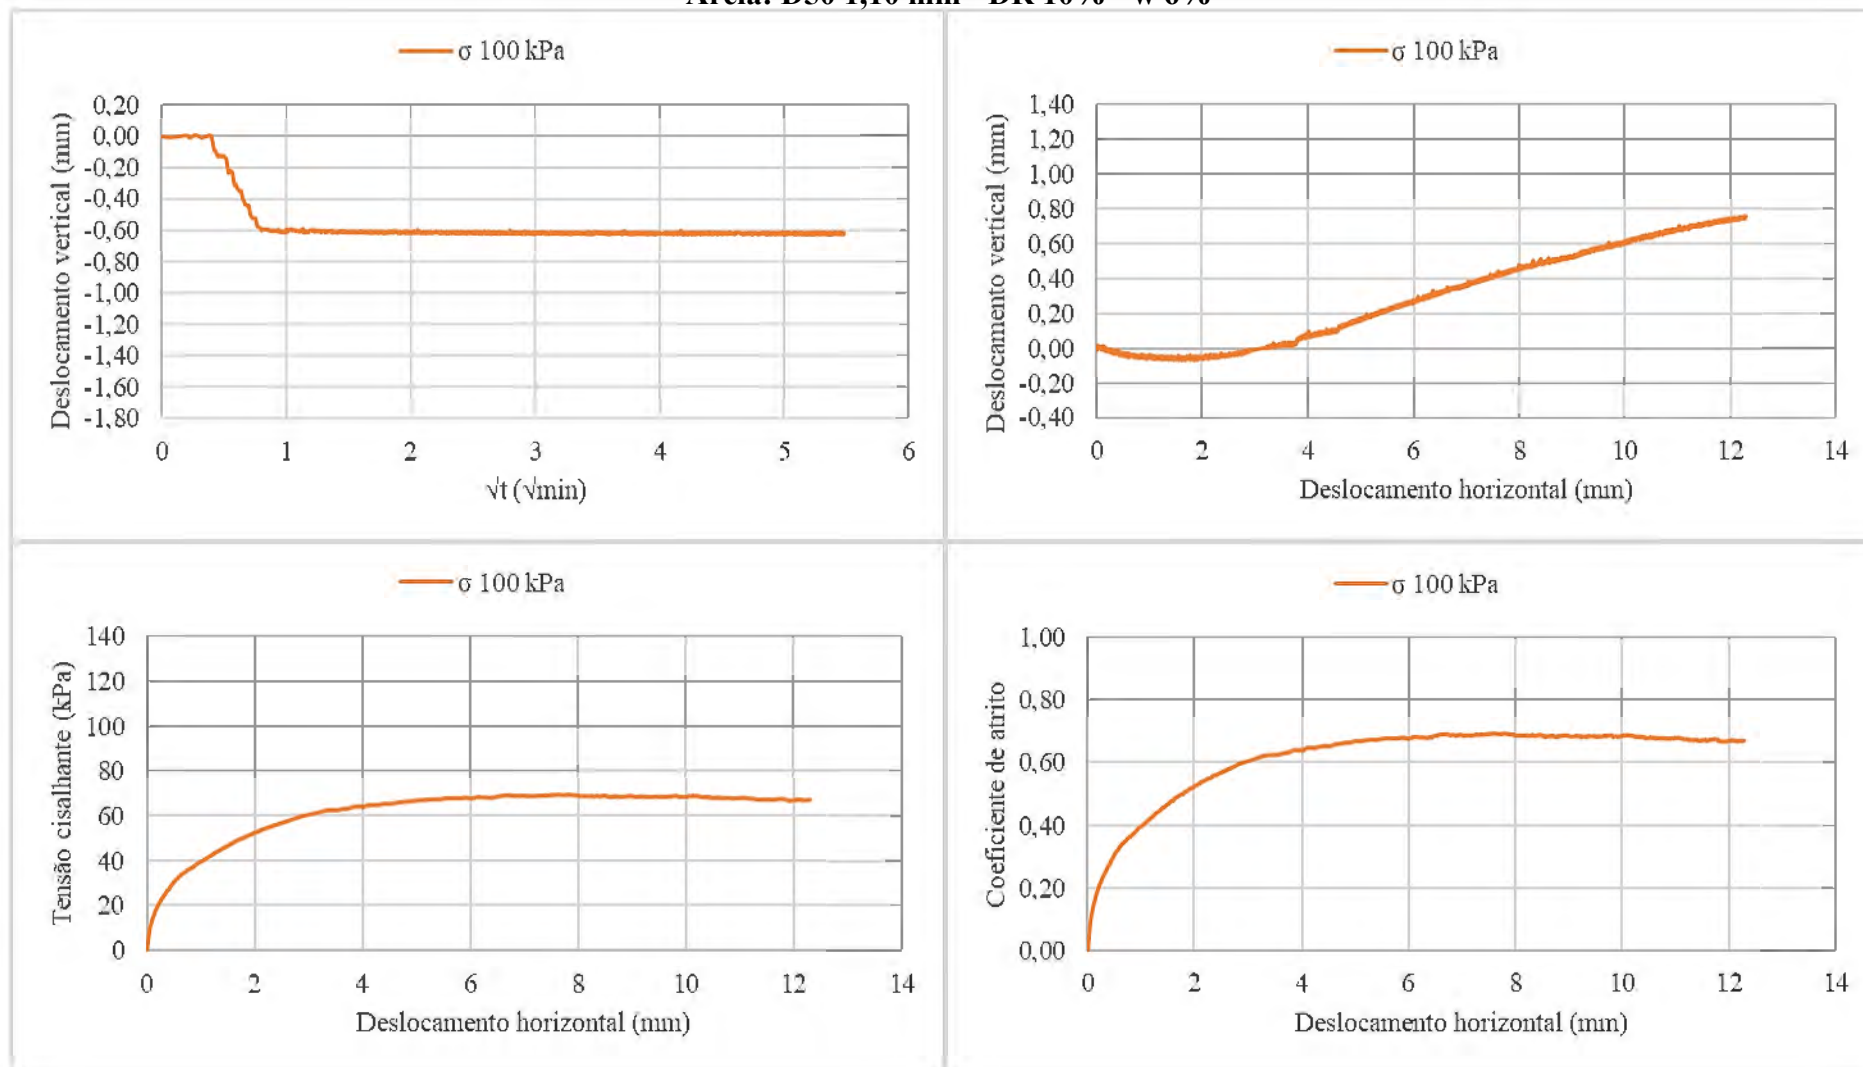 σ 100 kPa
Deslocamento vertical (mm)
0,20
0,00
-0,20
-0,40
-0,60
-0,80
-1,00
-1,20
-1,40
-1,60
-1,80
0 1 2 3 4 5 6
√t (√min)
σ 100 kPa
Deslocamento vertical (mm)
1,40
1,20
1,00
0,80
0,60
0,40
0,20
0,00
-0,20
-0,40
0 2 4 6 8 10 12 14
Deslocamento horizontal (mm)
σ 100 kPa
Tensão cisalhante (kPa)
140
120
100
80
60
40
20
0
0 2 4 6 8 10 12 14
Deslocamento horizontal (mm)
σ 100 kPa
Coeficiente de atrito
1,00
0,80
0,60
0,40
0,20
0,00
0 2 4 6 8 10 12 14
Deslocamento horizontal (mm)